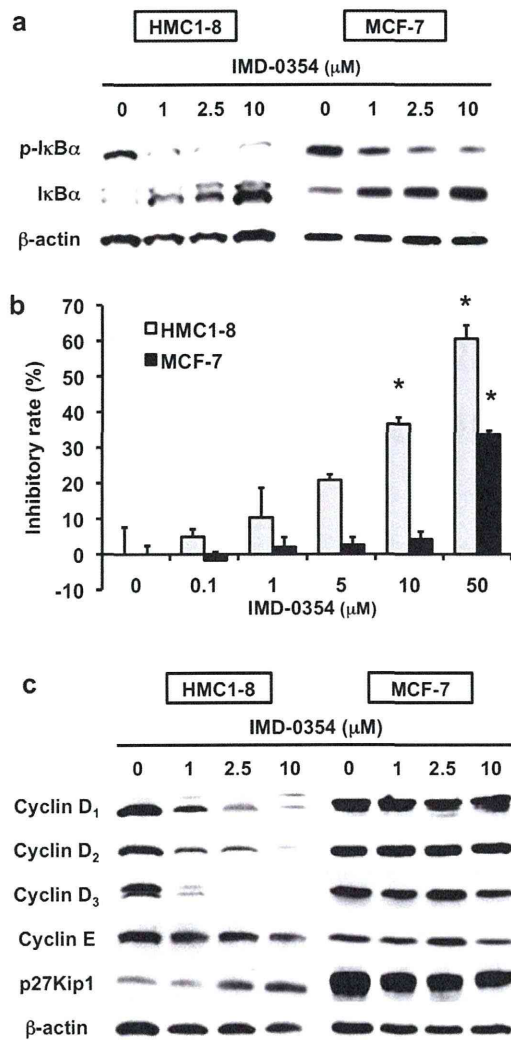 a
HMC1-8 MCF-7
IMD-0354 (μM)
0 1 2.5 10 0 1 2.5 10
p-IκBα
IκBα
β-actin
b
70
60
50
40
30
20
10
0
-10
Inhibitory rate (%)
HMC1-8
MCF-7
* * *
0 0.1 1 5 10 50
IMD-0354 (μM)
c
HMC1-8 MCF-7
IMD-0354 (μM)
0 1 2.5 10 0 1 2.5 10
Cyclin D₁
Cyclin D₂
Cyclin D₃
Cyclin E
p27Kip1
β-actin